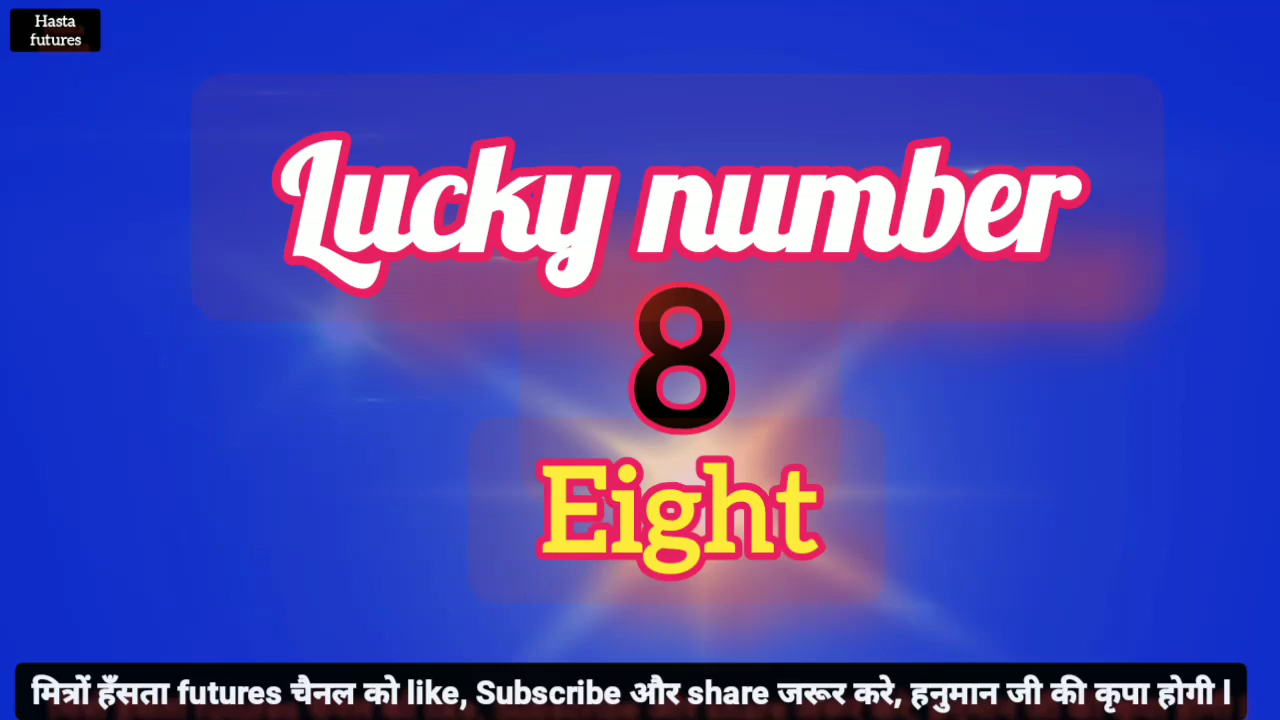 Hasta
futures
Lucky number
8
Eight
मित्रों हँसता futures चैनल को like, Subscribe और share जरूर करे, हनुमान जी की कृपा होगी l